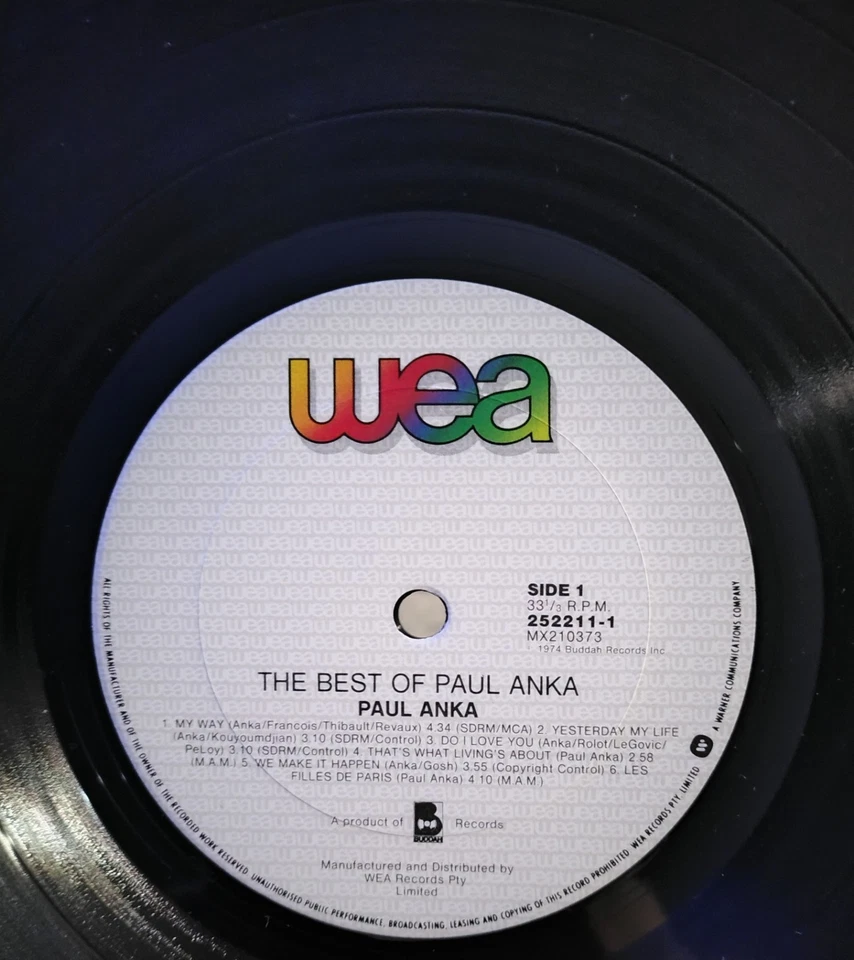 wea
SIDE 1
33⅓ R.P.M.
252211-1
MX210373
1974 Buddah Records Inc
THE BEST OF PAUL ANKA
PAUL ANKA
1. MY WAY (Anka/Francois/Thibault/Revaux) 4.34 (SDRM/MCA) 2. YESTERDAY MY LIFE
(Anka/Kouyoumdjian) 3.10 (SDRM/Control) 3. DO I LOVE YOU (Anka/Rolot/LeGovic/
PeLoy) 3.10 (SDRM/Control) 4. THAT'S WHAT LIVING'S ABOUT (Paul Anka) 2.58
(M.A.M.) 5. WE MAKE IT HAPPEN (Anka/Gosh) 3.55 (Copyright Control) 6. LES
FILLES DE PARIS (Paul Anka) 4.10 (M.A.M.)
A product of BUDDAH Records
Manufactured and Distributed by
WEA Records Pty
Limited
ALL RIGHTS OF THE MANUFACTURER AND OF THE OWNER OF THE RECORDED WORK RESERVED. UNAUTHORISED PUBLIC PERFORMANCE, BROADCASTING, LEASING AND COPYING OF THIS RECORD PROHIBITED. WEA RECORDS PTY. LIMITED A WARNER COMMUNICATIONS COMPANY